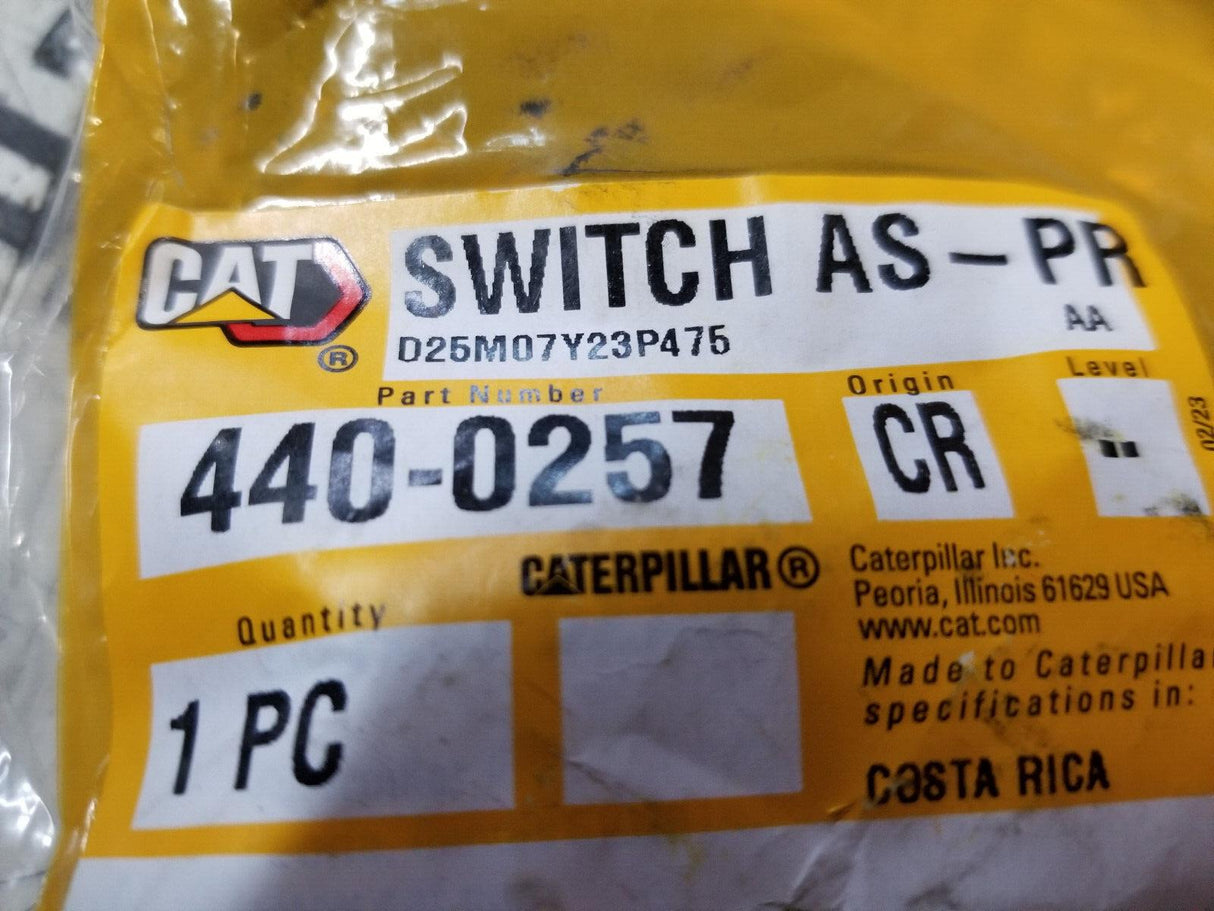 CAT®
SWITCH AS-PR
AA
D25M07Y23P475
Part Number
Origin
Level
440-0257
CR
--
02/23
CATERPILLAR®
Caterpillar Inc.
Peoria, Illinois 61629 USA
www.cat.com
Quantity
1 PC
Made to Caterpillar
specifications in:
COSTA RICA